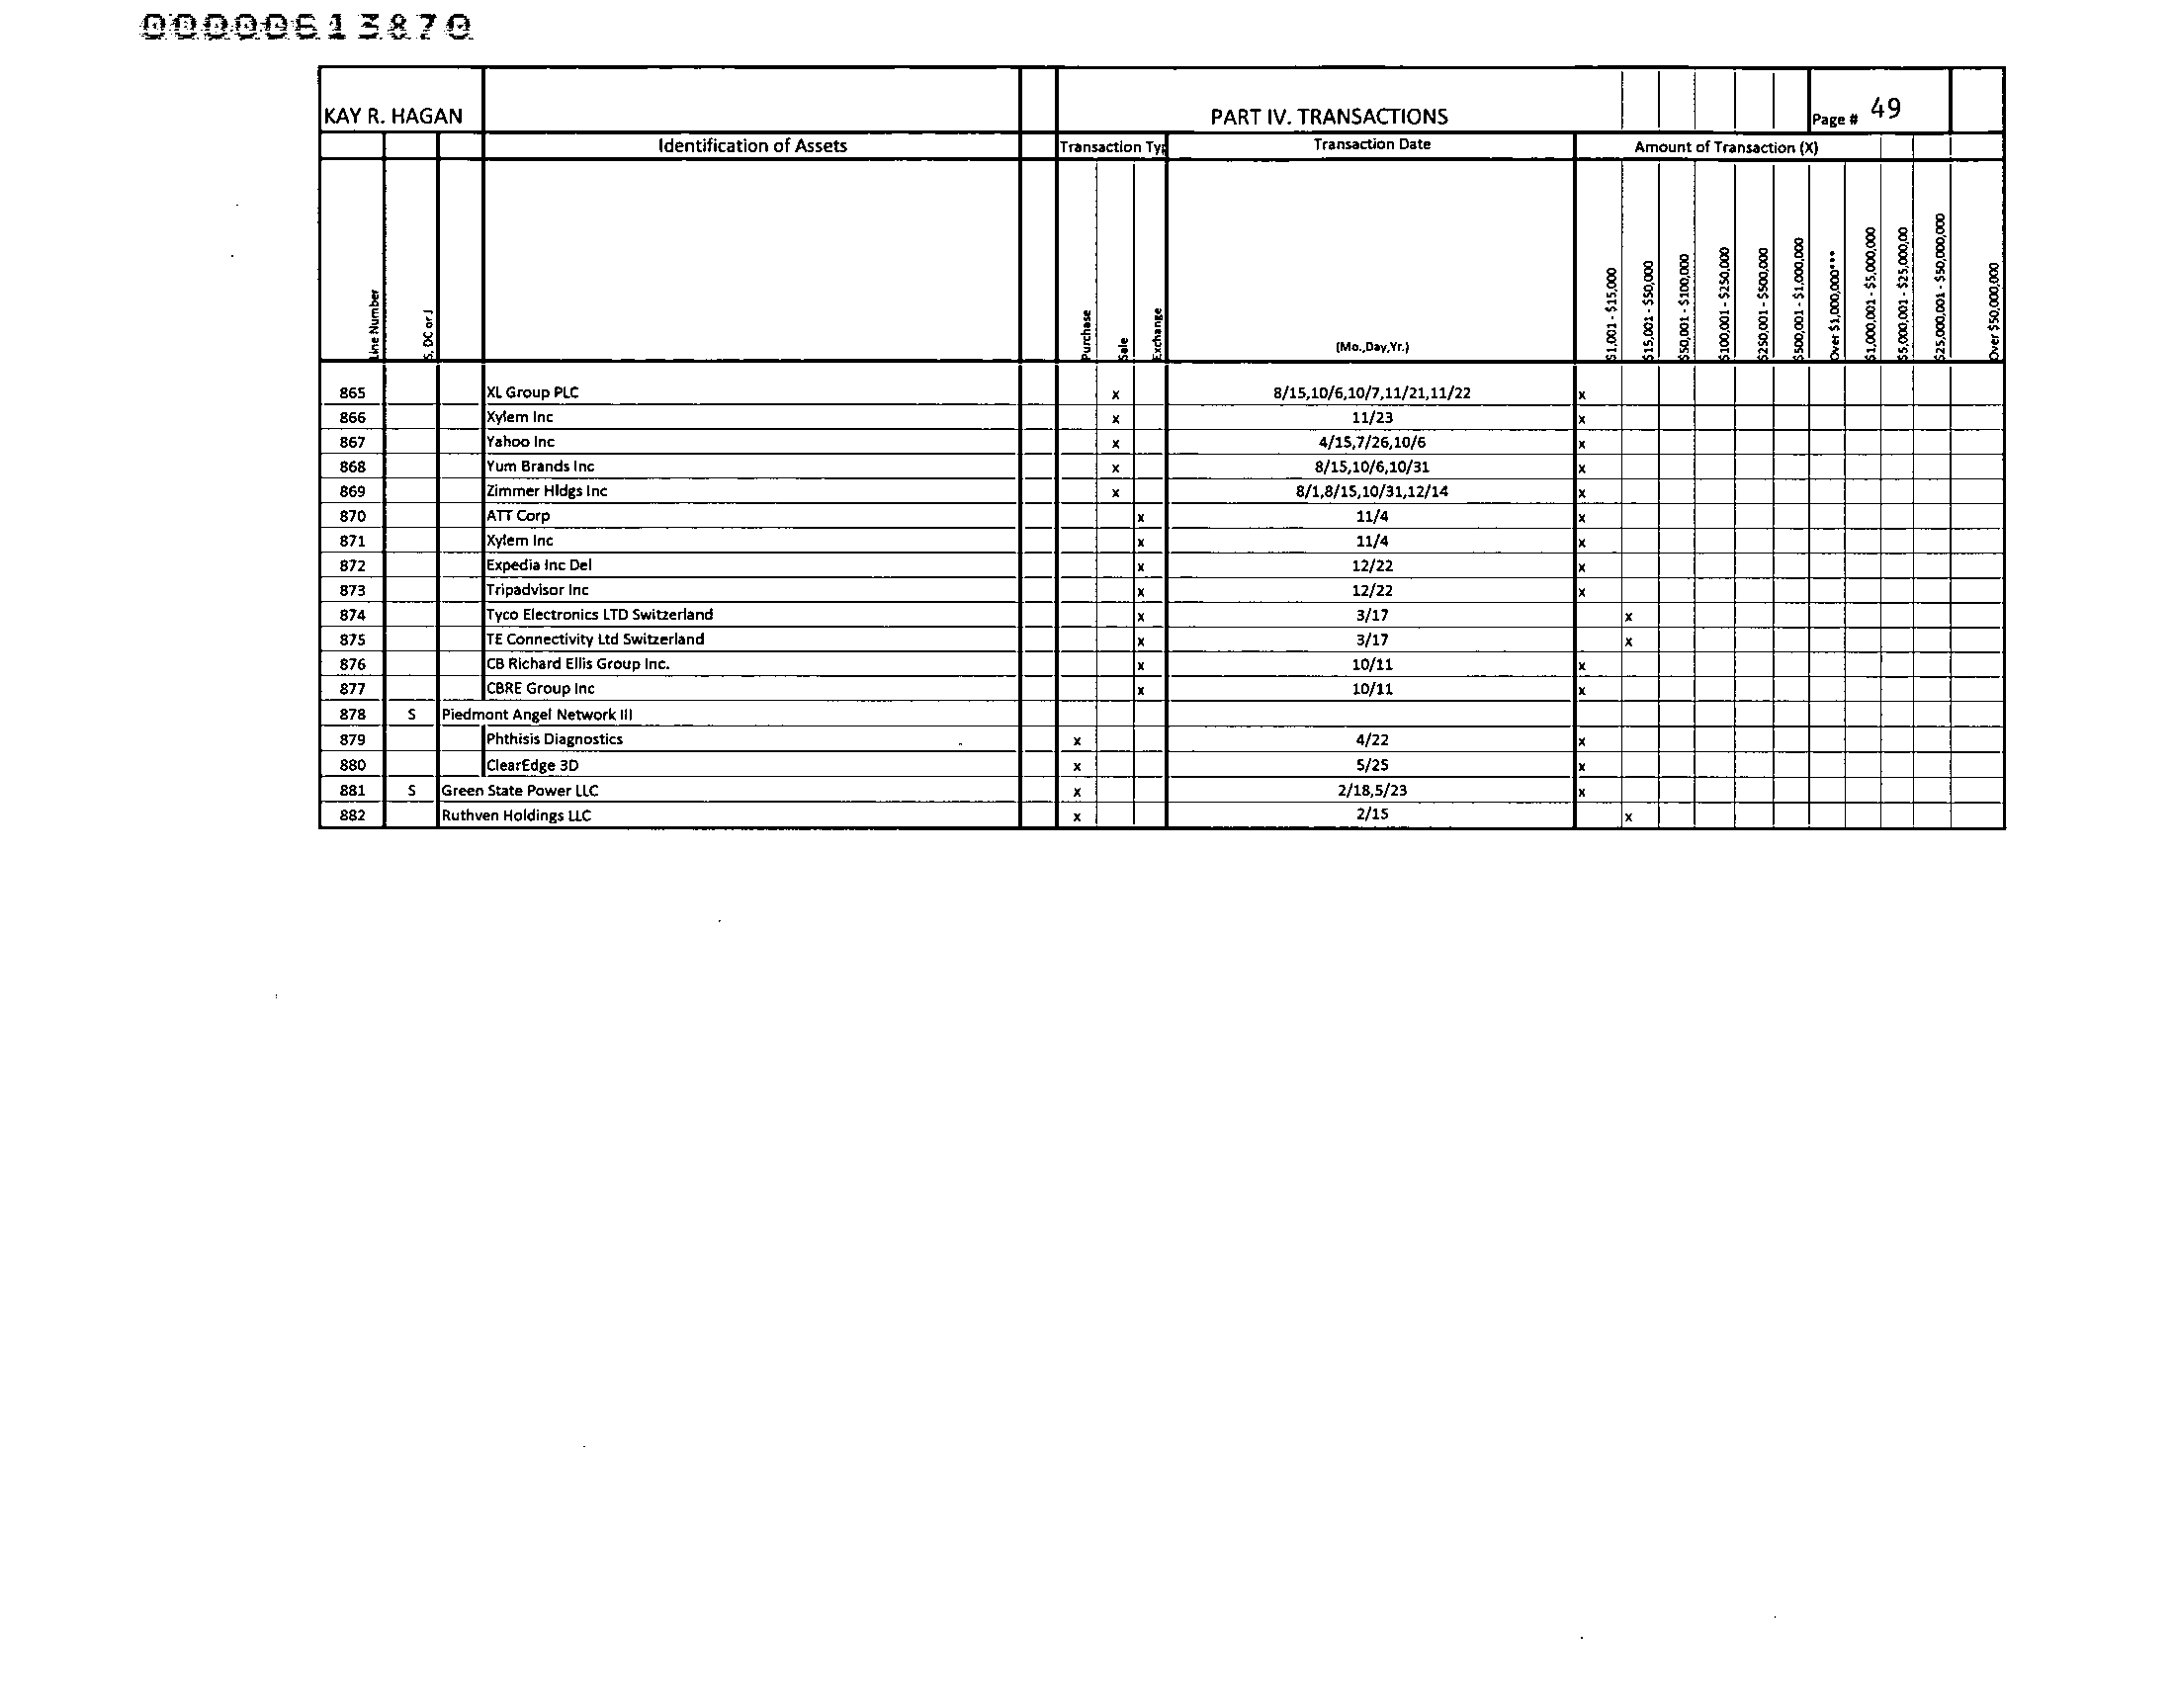 00000613870
KAY R. HAGAN PART IV. TRANSACTIONS Page # 49
Identification of Assets Transaction Typ Transaction Date Amount of Transaction (X)
Line Number S, DC or J Purchase Sale Exchange (Mo.,Day,Yr.) $1,001 - $15,000 $15,001 - $50,000 $50,001 - $100,000 $100,001 - $250,000 $250,001 - $500,000 $500,001 - $1,000,000 Over $1,000,000*** $1,000,001 - $5,000,000 $5,000,001 - $25,000,00 $25,000,001 - $50,000,000 Over $50,000,000
865 XL Group PLC x 8/15,10/6,10/7,11/21,11/22 x
866 Xylem Inc x 11/23 x
867 Yahoo Inc x 4/15,7/26,10/6 x
868 Yum Brands Inc x 8/15,10/6,10/31 x
869 Zimmer Hldgs Inc x 8/1,8/15,10/31,12/14 x
870 ATT Corp x 11/4 x
871 Xylem Inc x 11/4 x
872 Expedia Inc Del x 12/22 x
873 Tripadvisor Inc x 12/22 x
874 Tyco Electronics LTD Switzerland x 3/17 x
875 TE Connectivity Ltd Switzerland x 3/17 x
876 CB Richard Ellis Group Inc. x 10/11 x
877 CBRE Group Inc x 10/11 x
878 S Piedmont Angel Network III
879 Phthisis Diagnostics x 4/22 x
880 ClearEdge 3D x 5/25 x
881 S Green State Power LLC x 2/18,5/23 x
882 Ruthven Holdings LLC x 2/15 x